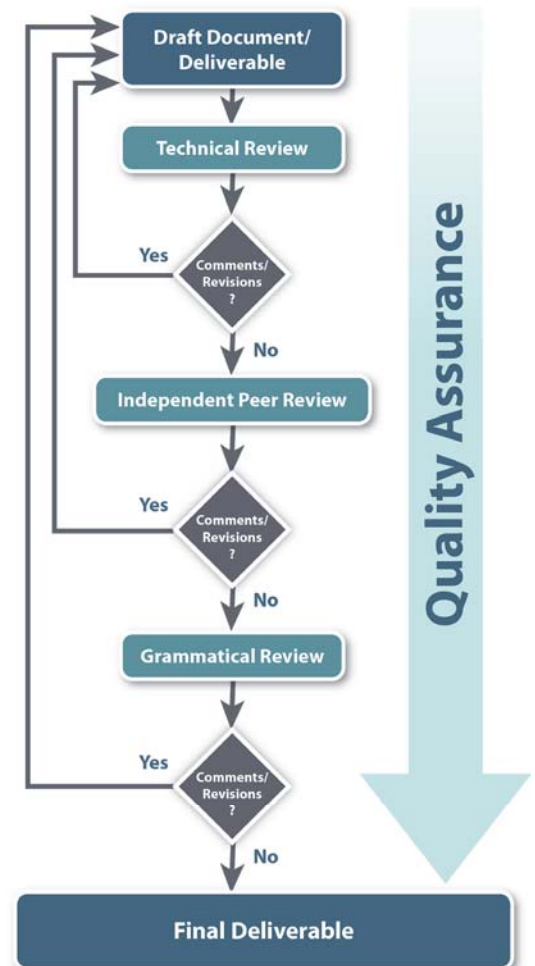 Draft Document/
Deliverable
Technical Review
Yes
Comments/
Revisions
?
No
Independent Peer Review
Yes
Comments/
Revisions
?
No
Grammatical Review
Yes
Comments/
Revisions
?
No
Final Deliverable
Quality Assurance